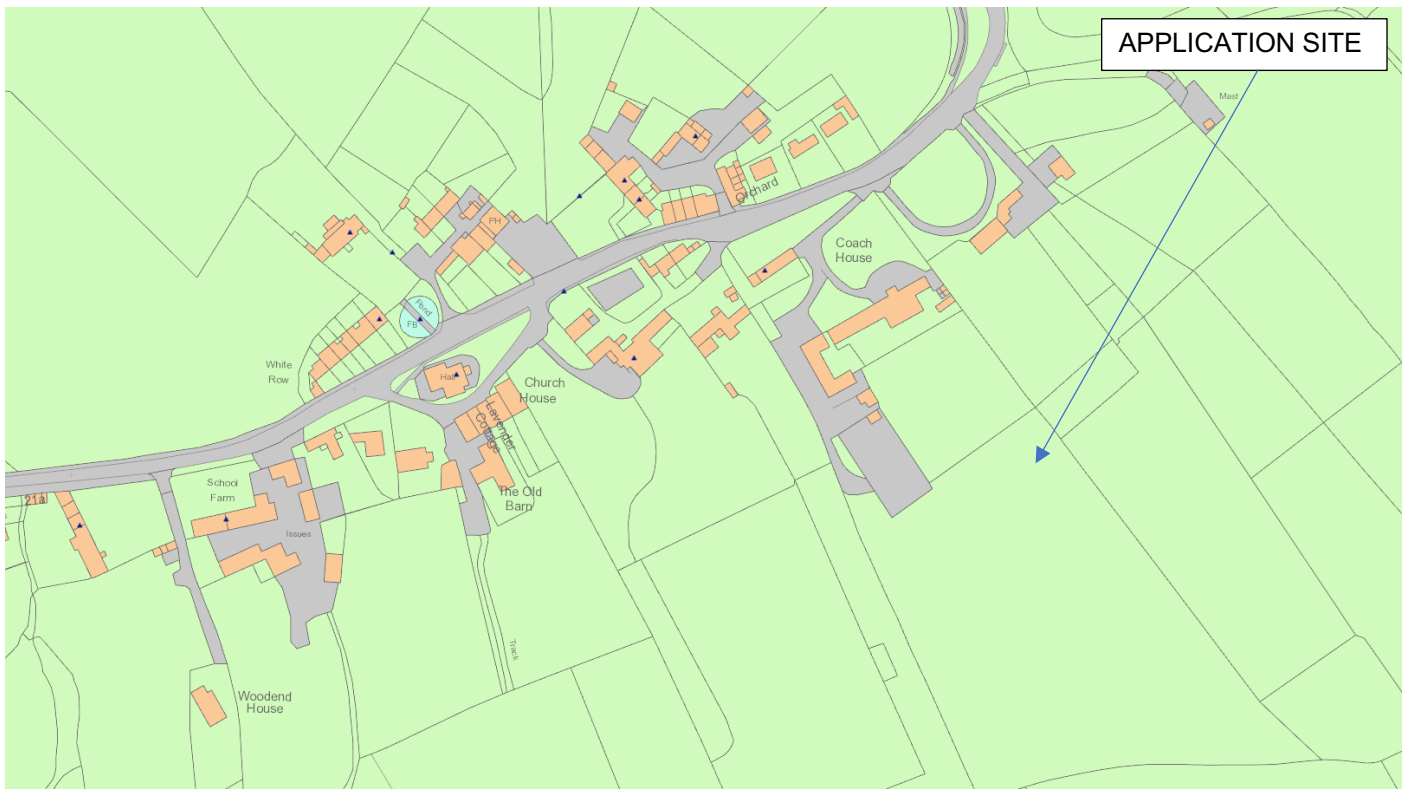 APPLICATION SITE
Mast
Orchard
PH
Coach
House
Pond
FB
White
Row
Hall
Church
House
Lavender
Cottage
The Old
Barn
School
Farm
21a
Issues
Track
Woodend
House